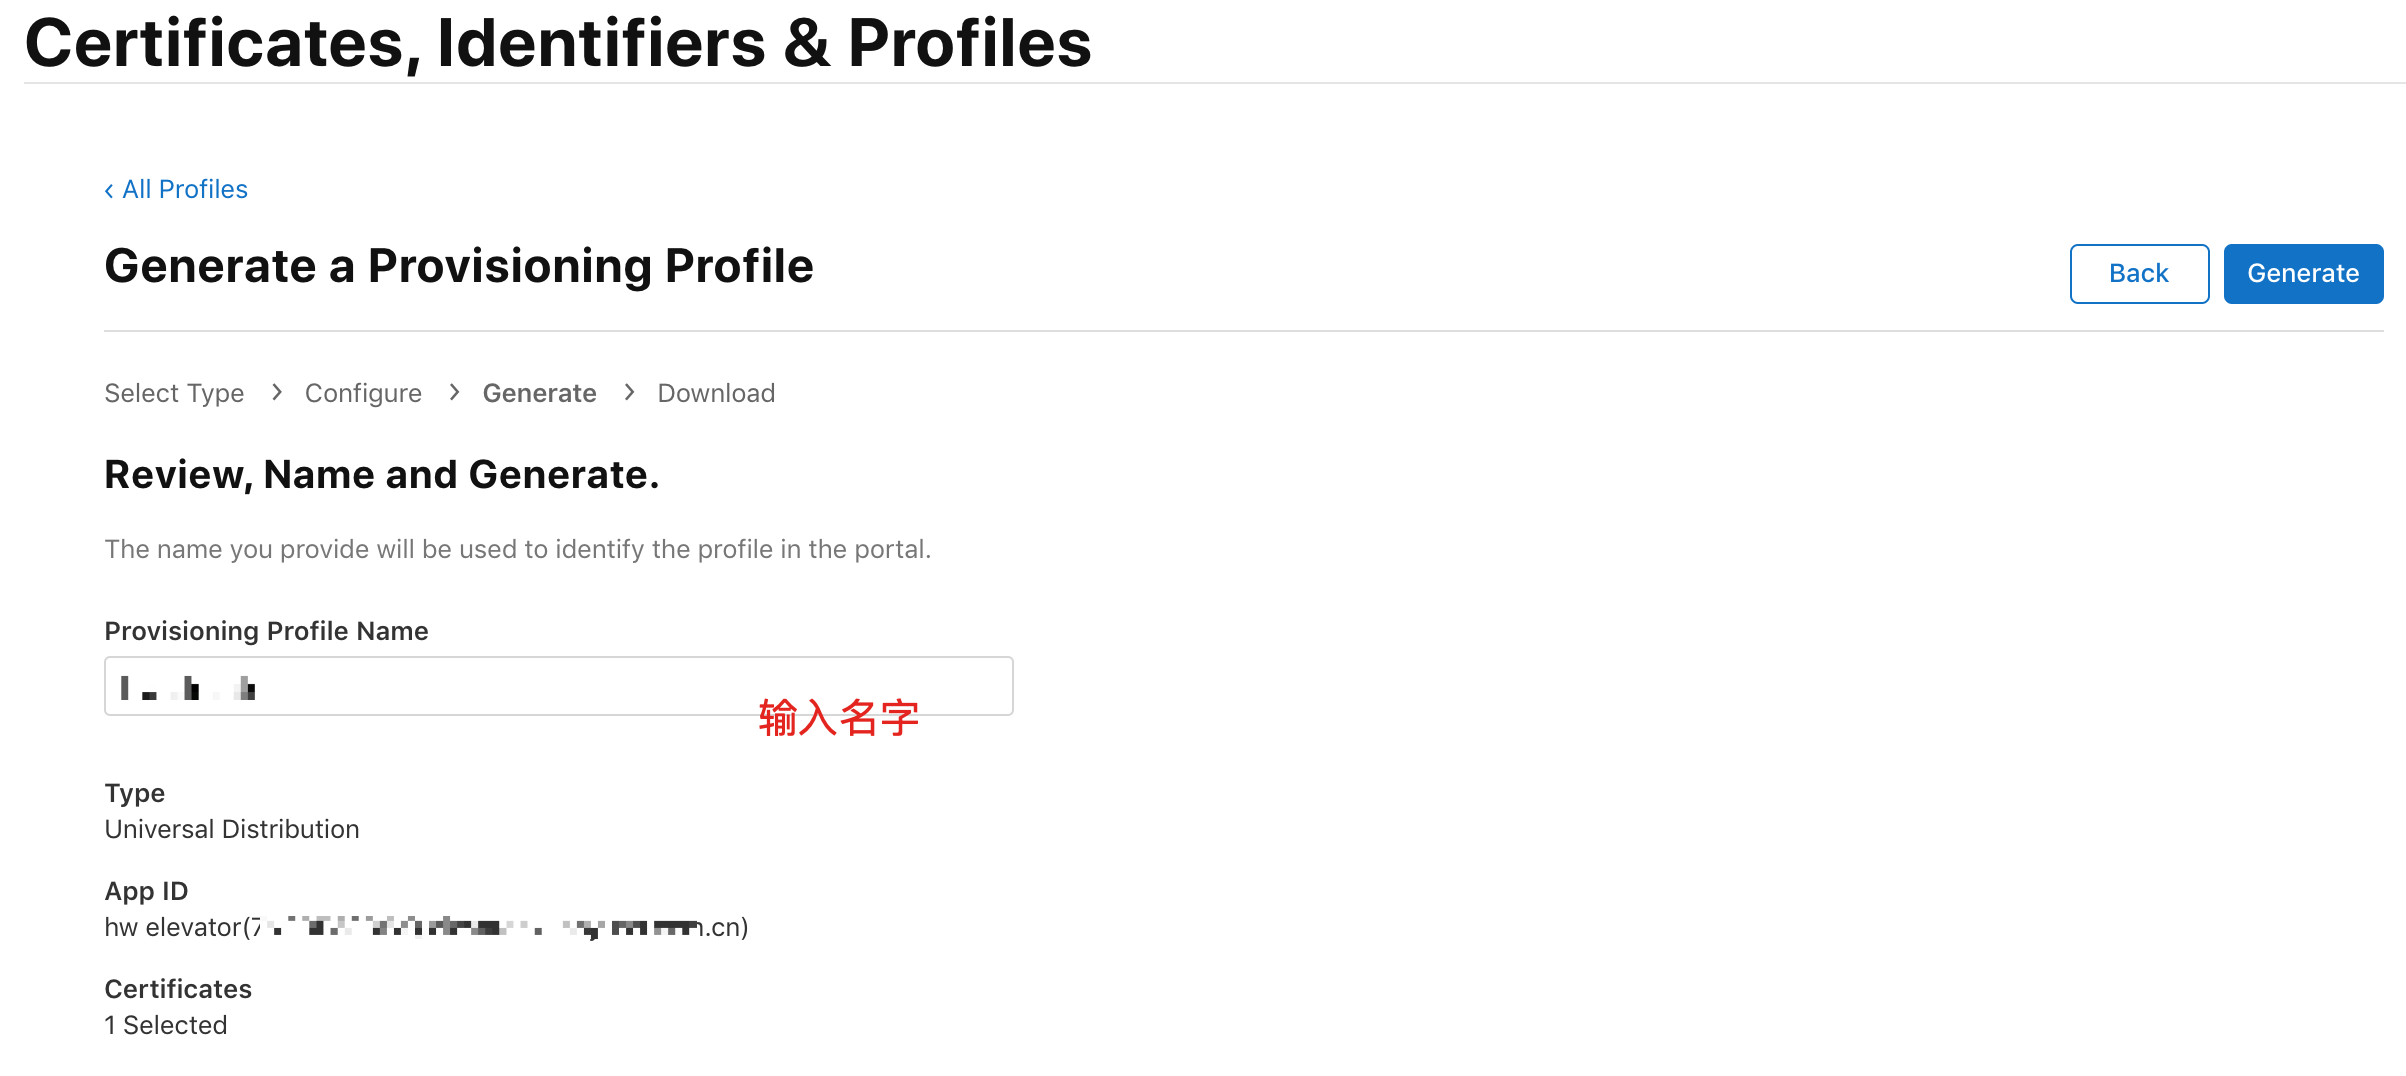 Certificates, Identifiers & Profiles
‹ All Profiles
Generate a Provisioning Profile
Back
Generate
Select Type > Configure > Generate > Download
Review, Name and Generate.
The name you provide will be used to identify the profile in the portal.
Provisioning Profile Name
输入名字
Type
Universal Distribution
App ID
hw elevator(7 n.cn)
Certificates
1 Selected